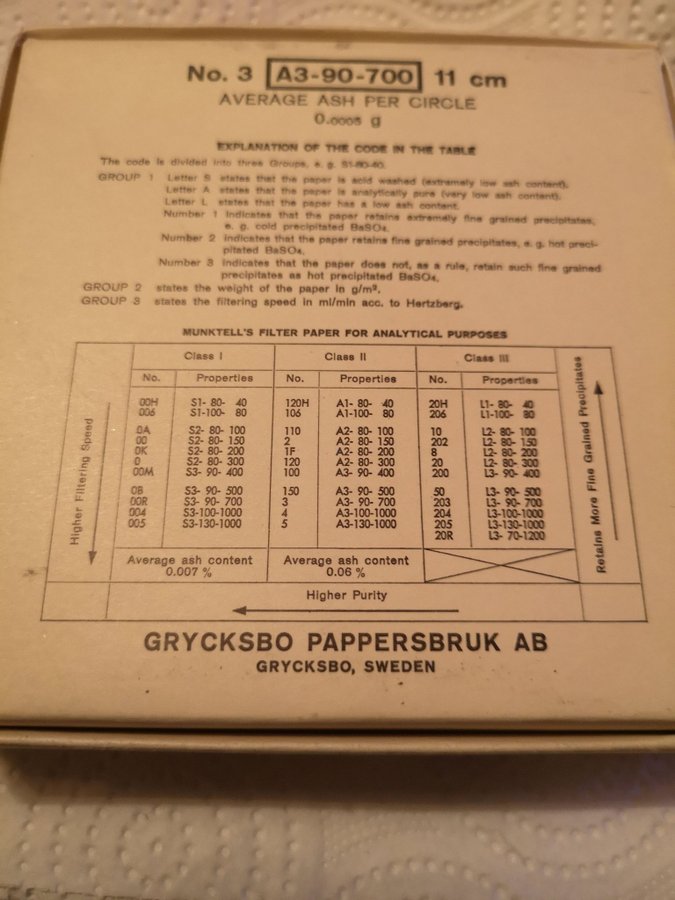 No. 3 A3-90-700 11 cm
AVERAGE ASH PER CIRCLE
0.0005 g
EXPLANATION OF THE CODE IN THE TABLE
The code is divided into three Groups, e. g. S1-80-40.
GROUP 1 Letter S states that the paper is acid washed (extremely low ash content).
Letter A states that the paper is analytically pure (very low ash content).
Letter L states that the paper has a low ash content.
Number 1 indicates that the paper retains extremely fine grained precipitates,
e. g. cold precipitated BaSO₄.
Number 2 indicates that the paper retains fine grained precipitates, e. g. hot preci-
pitated BaSO₄.
Number 3 indicates that the paper does not, as a rule, retain such fine grained
precipitates as hot precipitated BaSO₄.
GROUP 2 states the weight of the paper in g/m².
GROUP 3 states the filtering speed in ml/min acc. to Hertzberg.
MUNKTELL'S FILTER PAPER FOR ANALYTICAL PURPOSES
Class I Class II Class III
No. Properties No. Properties No. Properties
00H S1- 80- 40 120H A1- 80- 40 20H L1- 80- 40
006 S1-100- 80 106 A1-100- 80 206 L1-100- 80
0A S2- 80- 100 110 A2- 80- 100 10 L2- 80- 100
00 S2- 80- 150 2 A2- 80- 150 202 L2- 80- 150
0K S2- 80- 200 1F A2- 80- 200 8 L2- 80- 200
0 S2- 80- 300 120 A2- 80- 300 20 L2- 80- 300
00M S3- 90- 400 100 A3- 90- 400 200 L3- 90- 400
0B S3- 90- 500 150 A3- 90- 500 50 L3- 90- 500
00R S3- 90- 700 3 A3- 90- 700 203 L3- 90- 700
004 S3-100-1000 4 A3-100-1000 204 L3-100-1000
005 S3-130-1000 5 A3-130-1000 205 L3-130-1000
20R L3- 70-1200
Higher Filtering Speed
Retains More Fine Grained Precipitates
Average ash content Average ash content
0.007 % 0.06 %
Higher Purity
GRYCKSBO PAPPERSBRUK AB
GRYCKSBO, SWEDEN